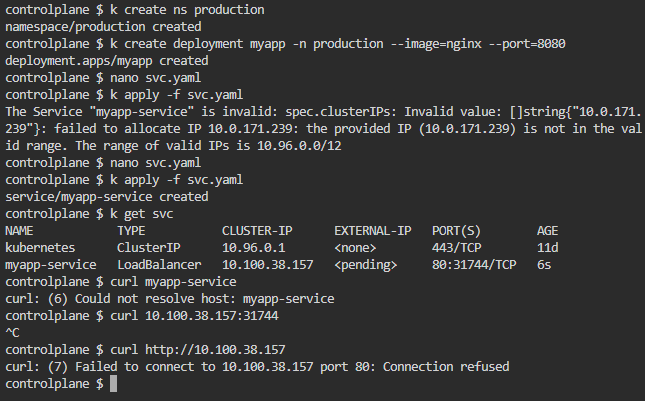 controlplane $ k create ns production
namespace/production created
controlplane $ k create deployment myapp -n production --image=nginx --port=8080
deployment.apps/myapp created
controlplane $ nano svc.yaml
controlplane $ k apply -f svc.yaml
The Service "myapp-service" is invalid: spec.clusterIPs: Invalid value: []string{"10.0.171.
239"}: failed to allocate IP 10.0.171.239: the provided IP (10.0.171.239) is not in the val
id range. The range of valid IPs is 10.96.0.0/12
controlplane $ nano svc.yaml
controlplane $ k apply -f svc.yaml
service/myapp-service created
controlplane $ k get svc
NAME TYPE CLUSTER-IP EXTERNAL-IP PORT(S) AGE
kubernetes ClusterIP 10.96.0.1 <none> 443/TCP 11d
myapp-service LoadBalancer 10.100.38.157 <pending> 80:31744/TCP 6s
controlplane $ curl myapp-service
curl: (6) Could not resolve host: myapp-service
controlplane $ curl 10.100.38.157:31744
^C
controlplane $ curl http://10.100.38.157
curl: (7) Failed to connect to 10.100.38.157 port 80: Connection refused
controlplane $